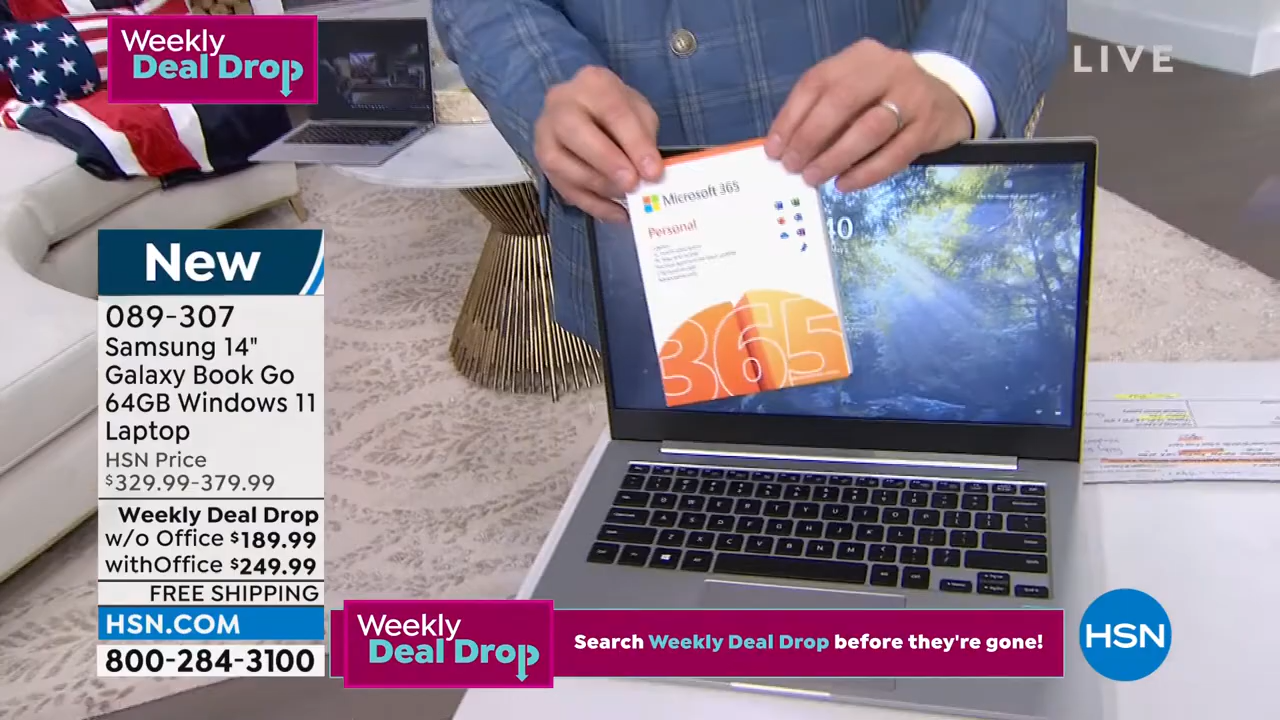 Weekly
Deal Drop
LIVE
Microsoft 365
Personal
365
40
New
089-307
Samsung 14"
Galaxy Book Go
64GB Windows 11
Laptop
HSN Price
$329.99-379.99
Weekly Deal Drop
w/o Office $189.99
withOffice $249.99
FREE SHIPPING
HSN.COM
800-284-3100
Weekly
Deal Drop
Search Weekly Deal Drop before they're gone!
HSN